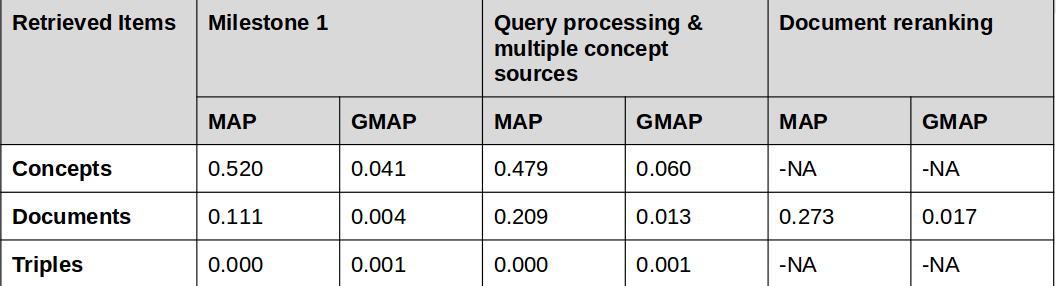 Retrieved Items Milestone 1 Query processing & Document reranking
multiple concept
sources
MAP GMAP MAP GMAP MAP GMAP
Concepts 0.520 0.041 0.479 0.060 -NA -NA
Documents 0.111 0.004 0.209 0.013 0.273 0.017
Triples 0.000 0.001 0.000 0.001 -NA -NA